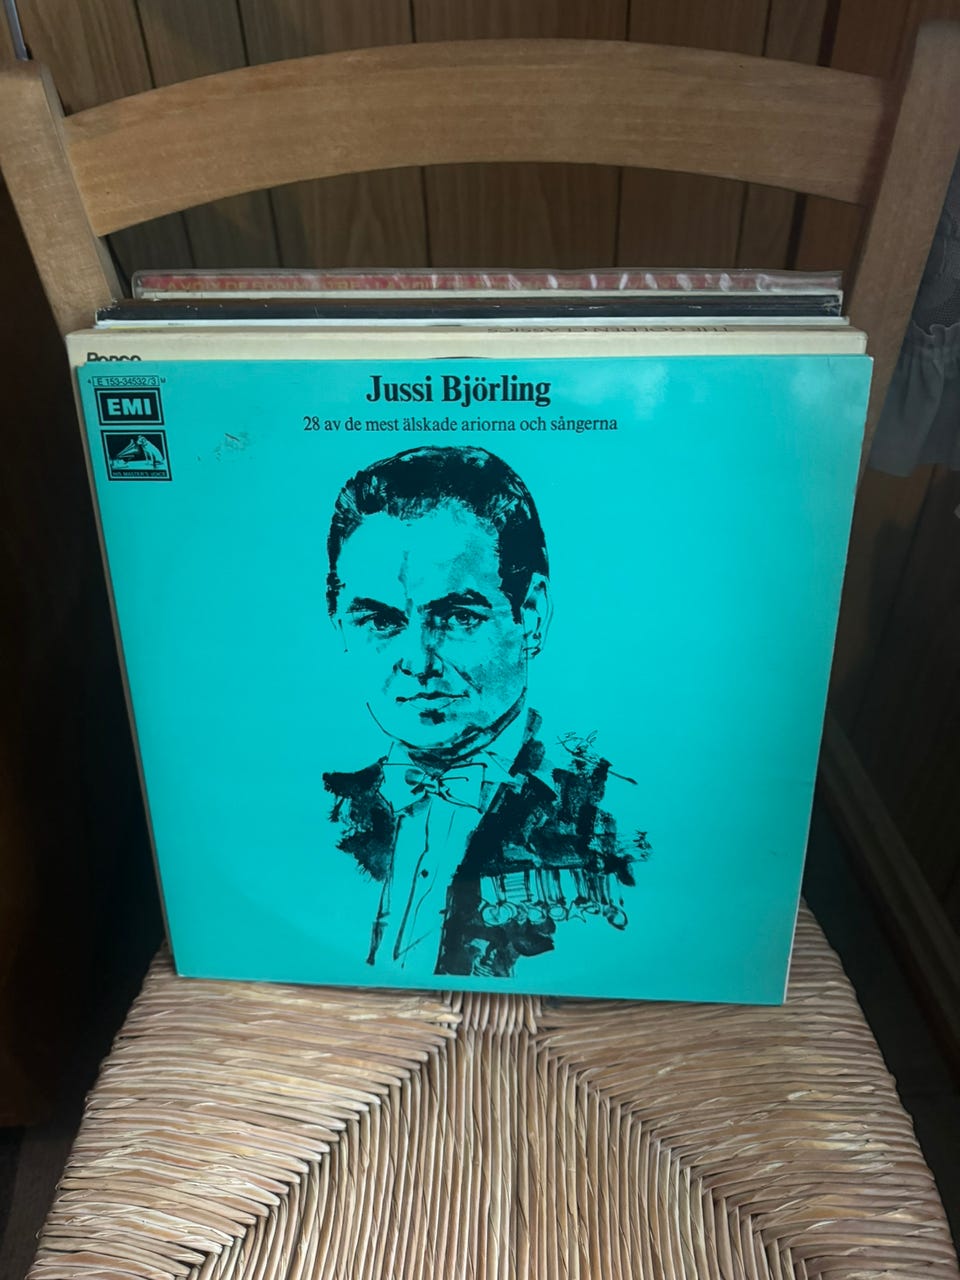 THE GOLDEN CLASSICS
Ronco
E 153-34532/3 M
EMI
HIS MASTER'S VOICE
Jussi Björling
28 av de mest älskade ariorna och sångerna